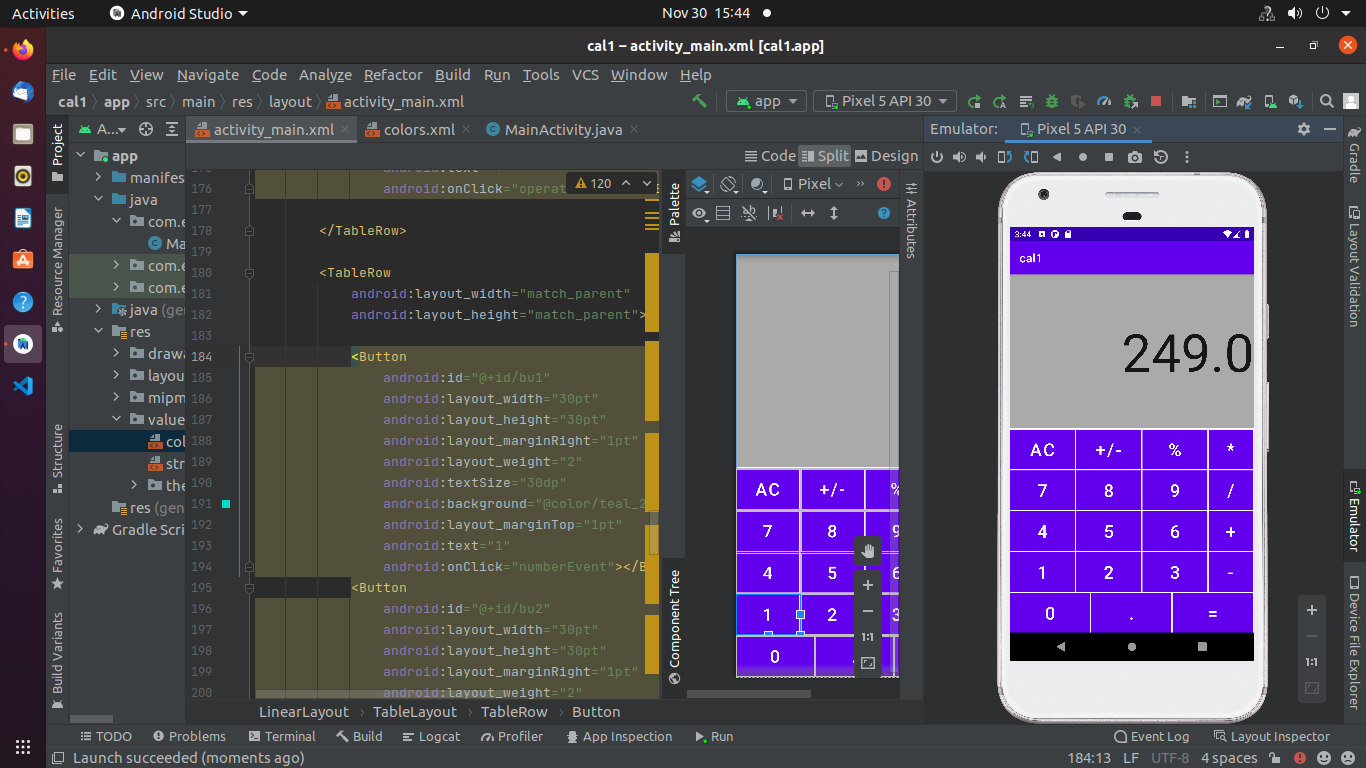 Activities
Android Studio
Nov 30 15:44
cal1 – activity_main.xml [cal1.app]
File Edit View Navigate Code Analyze Refactor Build Run Tools VCS Window Help
cal1 app src main res layout activity_main.xml
app
Pixel 5 API 30
Project
Resource Manager
Structure
Favorites
Build Variants
A...
app
manifes
java
com.e
Ma
com.e
com.e
java (gen
res
drawa
layou
mipm
value
col
str
the
res (gen
Gradle Scri
activity_main.xml
colors.xml
MainActivity.java
Code Split Design
120
176 android:onClick="operat
177
178 </TableRow>
179
180 <TableRow
181 android:layout_width="match_parent"
182 android:layout_height="match_parent">
183
184 <Button
185 android:id="@+id/bu1"
186 android:layout_width="30pt"
187 android:layout_height="30pt"
188 android:layout_marginRight="1pt"
189 android:layout_weight="2"
190 android:textSize="30dp"
191 android:background="@color/teal_2
192 android:layout_marginTop="1pt"
193 android:text="1"
194 android:onClick="numberEvent"></B
195 <Button
196 android:id="@+id/bu2"
197 android:layout_width="30pt"
198 android:layout_height="30pt"
199 android:layout_marginRight="1pt"
200 android:layout_weight="2"
LinearLayout TableLayout TableRow Button
Palette
Component Tree
Pixel
Attributes
AC +/- %
7 8 9
4 5 6
1 2 3
0 .
1:1
Emulator:
Pixel 5 API 30
3:44
cal1
249.0
AC +/- % *
7 8 9 /
4 5 6 +
1 2 3 -
0 . =
1:1
Gradle
Layout Validation
Emulator
Device File Explorer
TODO Problems Terminal Build Logcat Profiler App Inspection Run
Event Log Layout Inspector
Launch succeeded (moments ago)
184:13 LF UTF-8 4 spaces